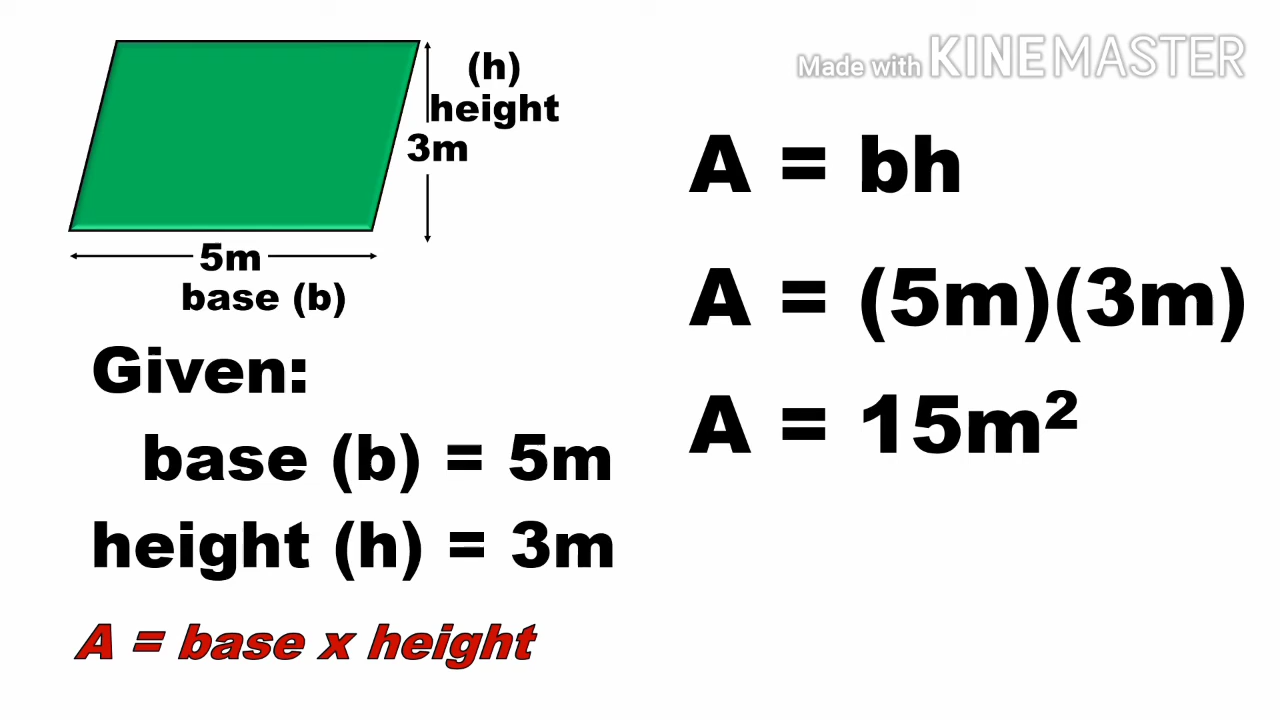 (h)
height
3m
5m
base (b)
Given:
base (b) = 5m
height (h) = 3m
A = base x height
Made with KINEMASTER
A = bh
A = (5m)(3m)
A = 15m²